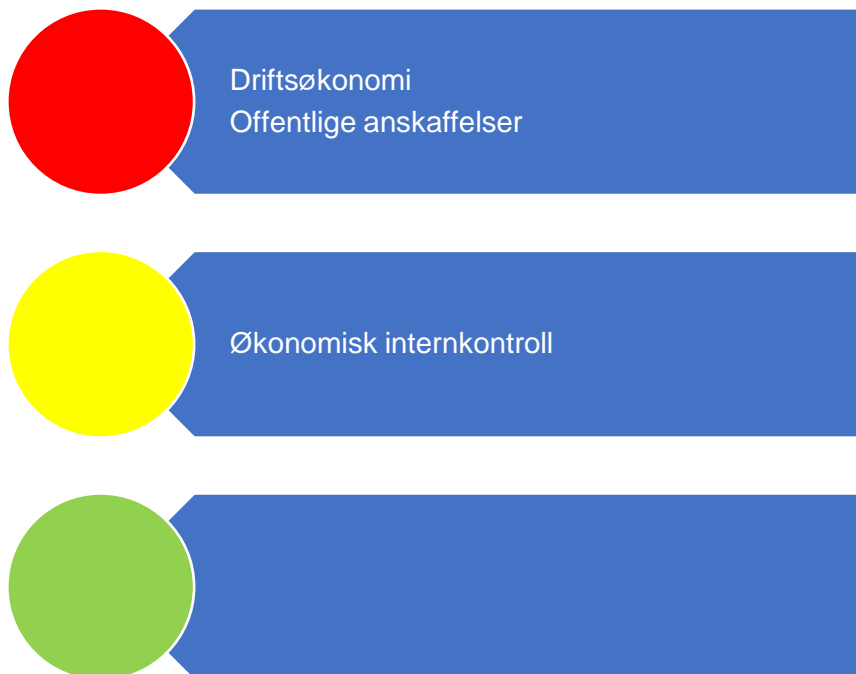 Driftsøkonomi
Offentlige anskaffelser
Økonomisk internkontroll